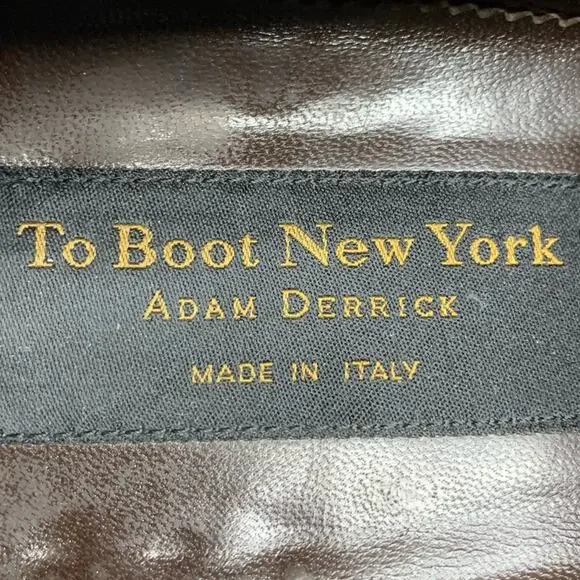 To Boot New York
Adam Derrick
MADE IN ITALY